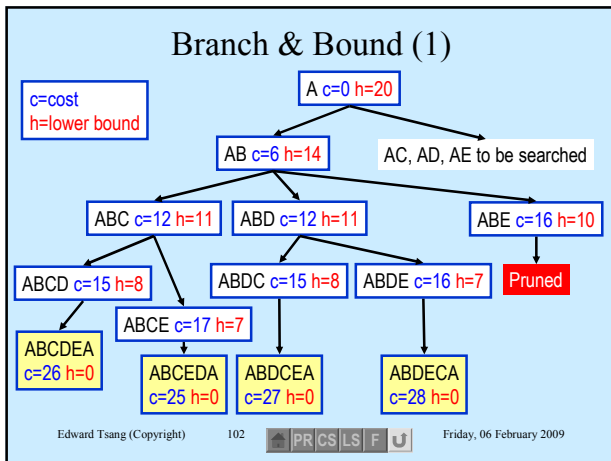 Branch & Bound (1)
c=cost
h=lower bound
A c=0 h=20
AB c=6 h=14
AC, AD, AE to be searched
ABC c=12 h=11
ABD c=12 h=11
ABE c=16 h=10
ABCD c=15 h=8
ABCE c=17 h=7
ABDC c=15 h=8
ABDE c=16 h=7
Pruned
ABCDEA
c=26 h=0
ABCEDA
c=25 h=0
ABDCEA
c=27 h=0
ABDECA
c=28 h=0
Edward Tsang (Copyright) 102 PR CS LS F Friday, 06 February 2009